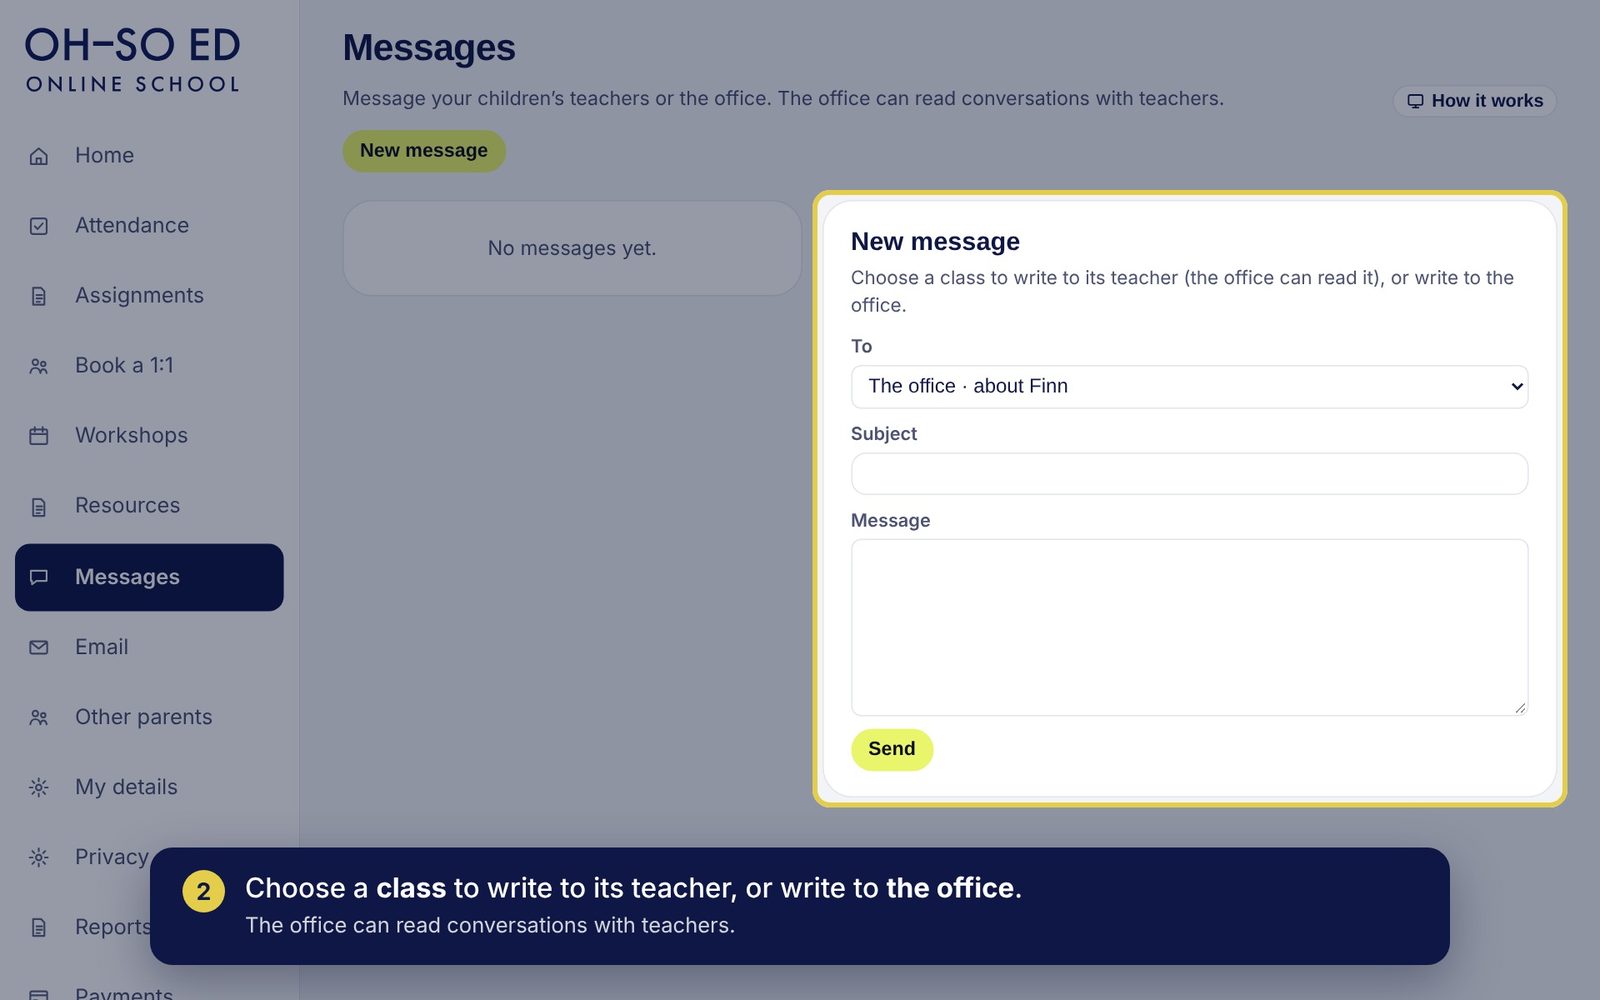 OH–SO ED
ONLINE SCHOOL
Home
Attendance
Assignments
Book a 1:1
Workshops
Resources
Messages
Email
Other parents
My details
Privacy
Reports
Payments
Messages
Message your children’s teachers or the office. The office can read conversations with teachers.
How it works
New message
No messages yet.
New message
Choose a class to write to its teacher (the office can read it), or write to the
office.
To
The office · about Finn
Subject
Message
Send
2
Choose a class to write to its teacher, or write to the office.
The office can read conversations with teachers.